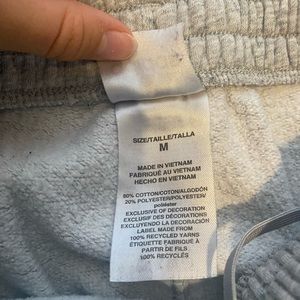 SIZE/TAILLE/TALLA
M
MADE IN VIETNAM
FABRIQUÉ AU VIETNAM
HECHO EN VIETNAM
80% COTTON/COTON/ALGODÓN
20% POLYESTER/POLYESTER/
poliéster
EXCLUSIVE OF DECORATION
EXCLUSIF DES DÉCORATIONS
EXCLUYENDO LA DECORACIÓN
LABEL MADE FROM
100% RECYCLED YARNS
ÉTIQUETTE FABRIQUÉE À
PARTIR DE FILS
100% RECYCLÉS